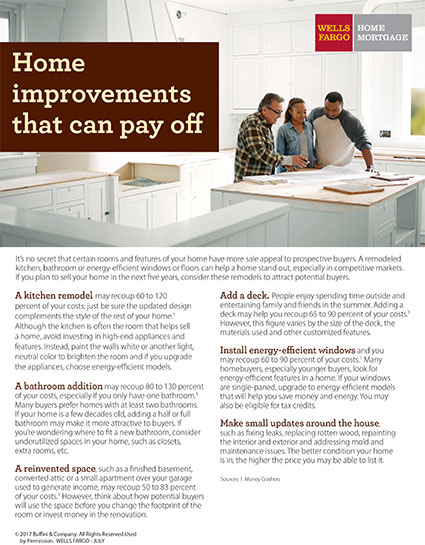 WELLS
FARGO
HOME
MORTGAGE
Home
improvements
that can pay off
It's no secret that certain rooms and features of your home have more sale appeal to prospective buyers. A remodeled
kitchen, bathroom or energy-efficient windows or floors can help a home stand out, especially in competitive markets.
If you plan to sell your home in the next five years, consider these remodels to attract potential buyers.
A kitchen remodel may recoup 60 to 120
percent of your costs; just be sure the updated design
complements the style of the rest of your home.¹
Although the kitchen is often the room that helps sell
a home, avoid investing in high-end appliances and
features. Instead, paint the walls white or another light,
neutral color to brighten the room and if you upgrade
the appliances, choose energy-efficient models.
A bathroom addition may recoup 80 to 130 percent
of your costs, especially if you only have one bathroom.¹
Many buyers prefer homes with at least two bathrooms.
If your home is a few decades old, adding a half or full
bathroom may make it more attractive to buyers. If
you're wondering where to fit a new bathroom, consider
underutilized spaces in your home, such as closets,
extra rooms, etc.
A reinvented space, such as a finished basement,
converted attic or a small apartment over your garage
used to generate income, may recoup 50 to 83 percent
of your costs.¹ However, think about how potential buyers
will use the space before you change the footprint of the
room or invest money in the renovation.
Add a deck. People enjoy spending time outside and
entertaining family and friends in the summer. Adding a
deck may help you recoup 65 to 90 percent of your costs.¹
However, this figure varies by the size of the deck, the
materials used and other customized features.
Install energy-efficient windows and you
may recoup 60 to 90 percent of your costs.¹ Many
homebuyers, especially younger buyers, look for
energy-efficient features in a home. If your windows
are single-paned, upgrade to energy-efficient models
that will help you save money and energy. You may
also be eligible for tax credits.
Make small updates around the house,
such as fixing leaks, replacing rotten wood, repainting
the interior and exterior and addressing mold and
maintenance issues. The better condition your home
is in, the higher the price you may be able to list it.
Sources: 1. Money Crashers
© 2017 Buffini & Company. All Rights Reserved. Used
by Permission. WELLS FARGO - JULY